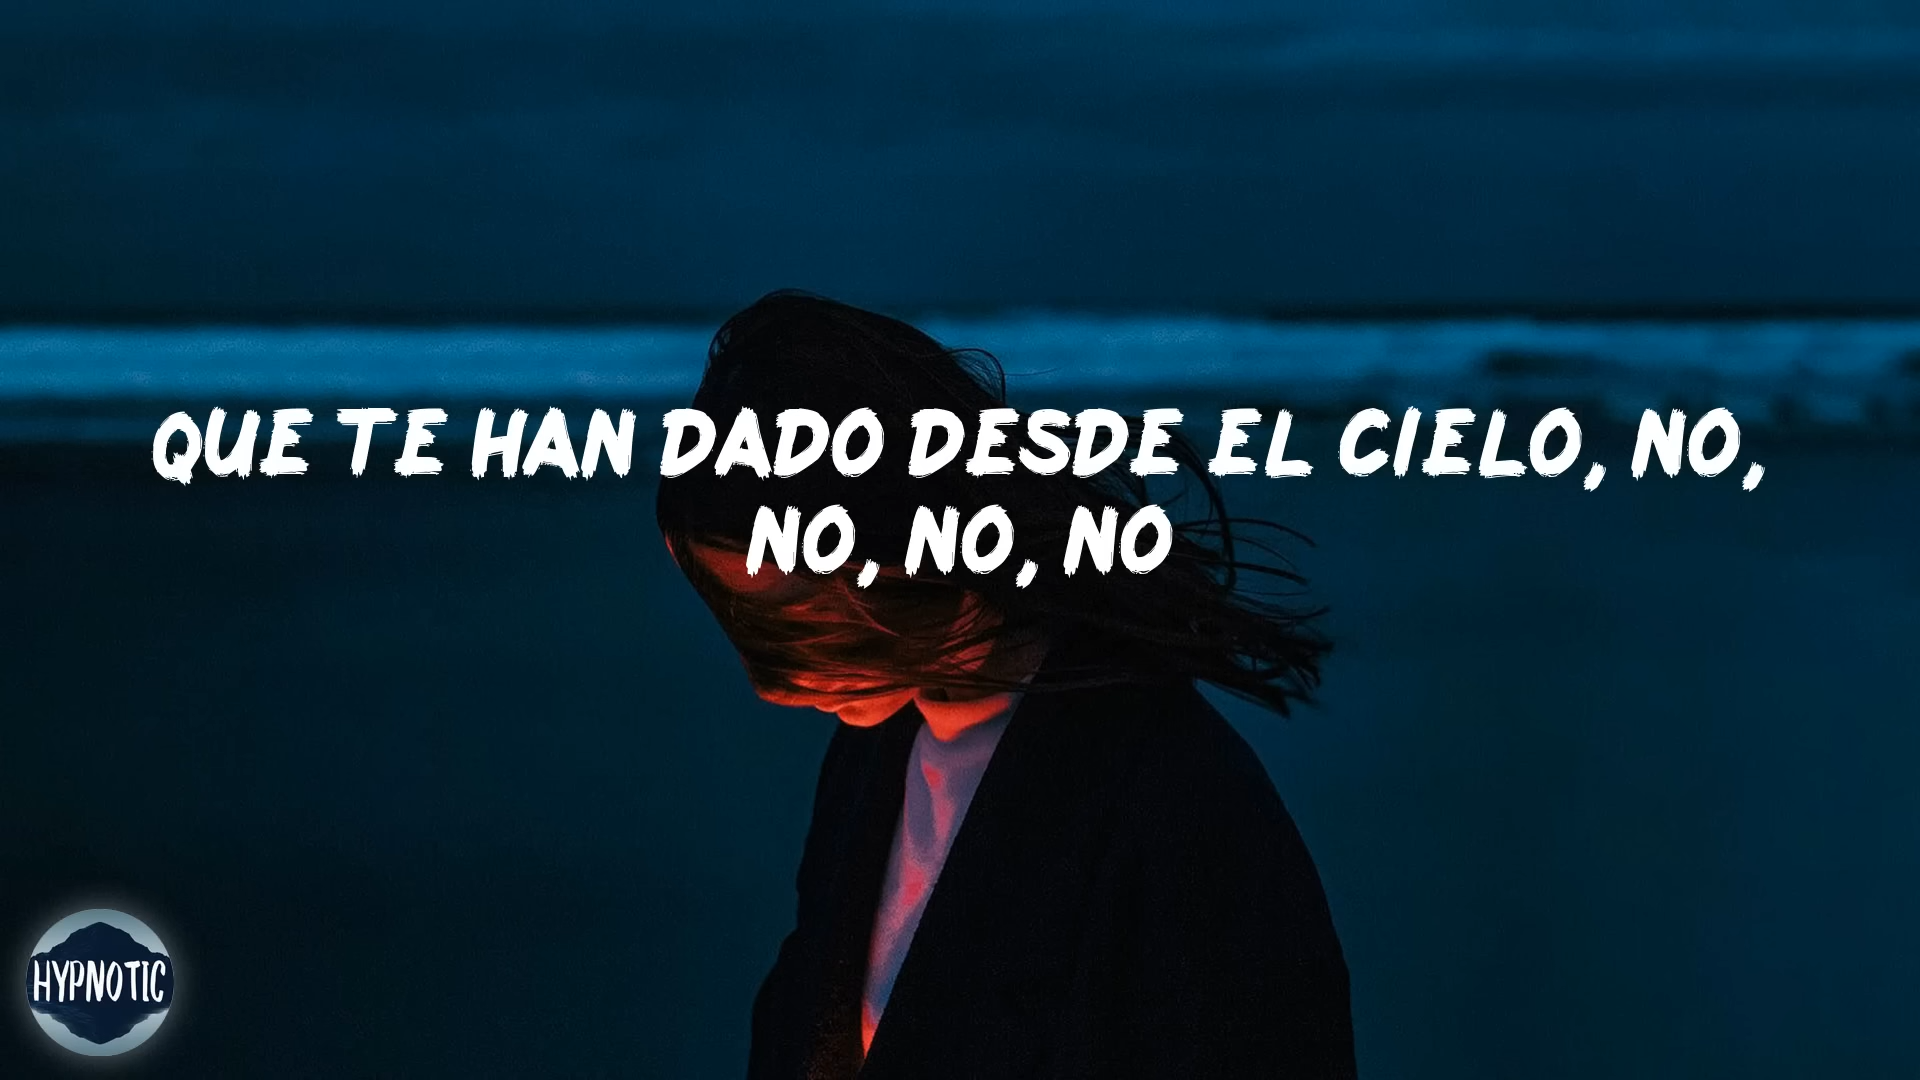 QUE TE HAN DADO DESDE EL CIELO, NO,
NO, NO, NO
HYPNOTIC